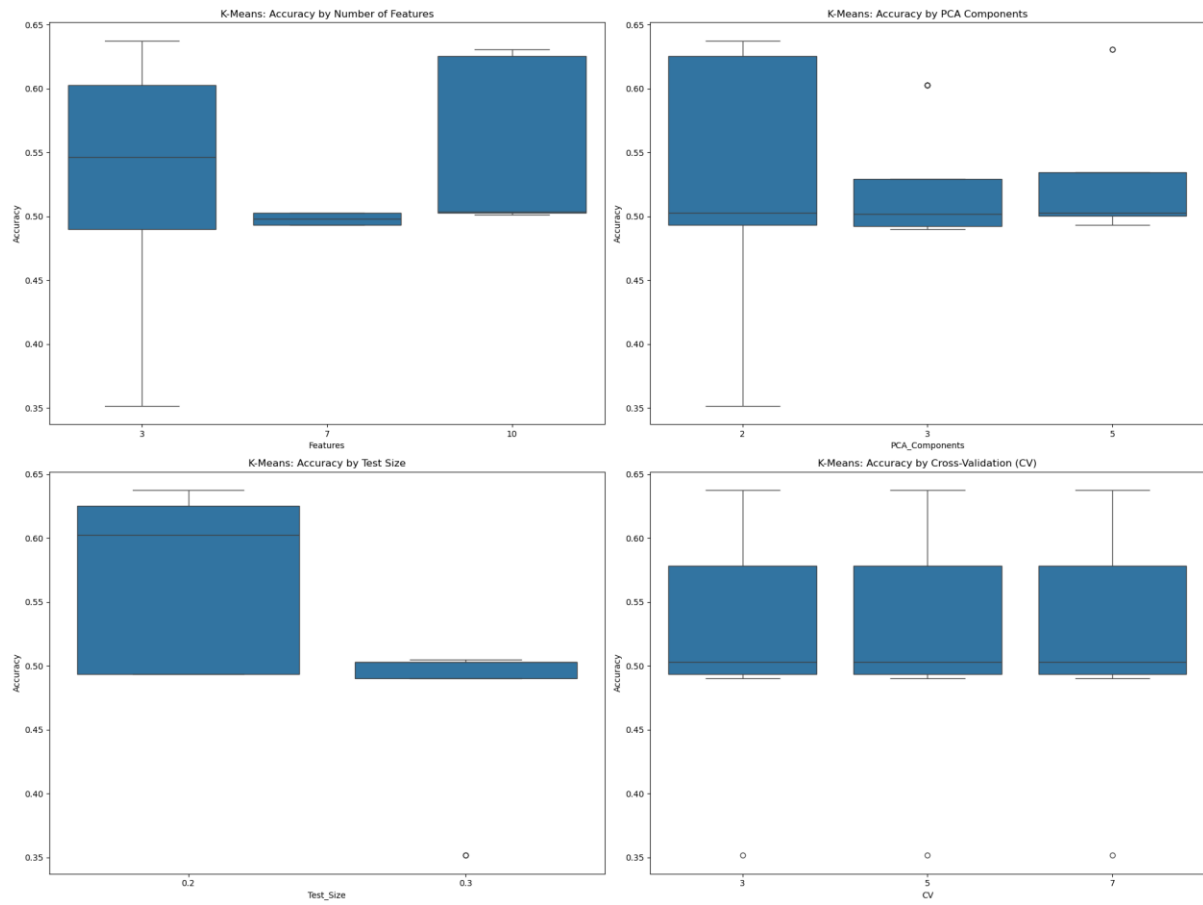 K-Means: Accuracy by Number of Features
0.65
0.60
0.55
0.50
0.45
0.40
0.35
Accuracy
3 7 10
Features
K-Means: Accuracy by PCA Components
0.65
0.60
0.55
0.50
0.45
0.40
0.35
Accuracy
2 3 5
PCA_Components
K-Means: Accuracy by Test Size
0.65
0.60
0.55
0.50
0.45
0.40
0.35
Accuracy
0.2 0.3
Test_Size
K-Means: Accuracy by Cross-Validation (CV)
0.65
0.60
0.55
0.50
0.45
0.40
0.35
Accuracy
3 5 7
CV